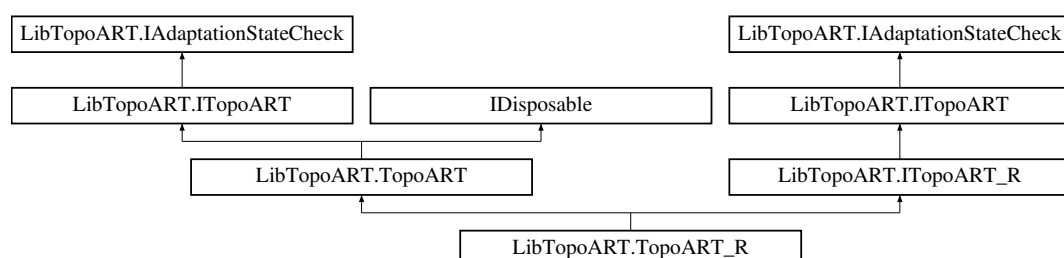 LibTopoART.IAdaptationStateCheck
LibTopoART.IAdaptationStateCheck
LibTopoART.ITopoART
IDisposable
LibTopoART.ITopoART
LibTopoART.TopoART
LibTopoART.ITopoART_R
LibTopoART.TopoART_R